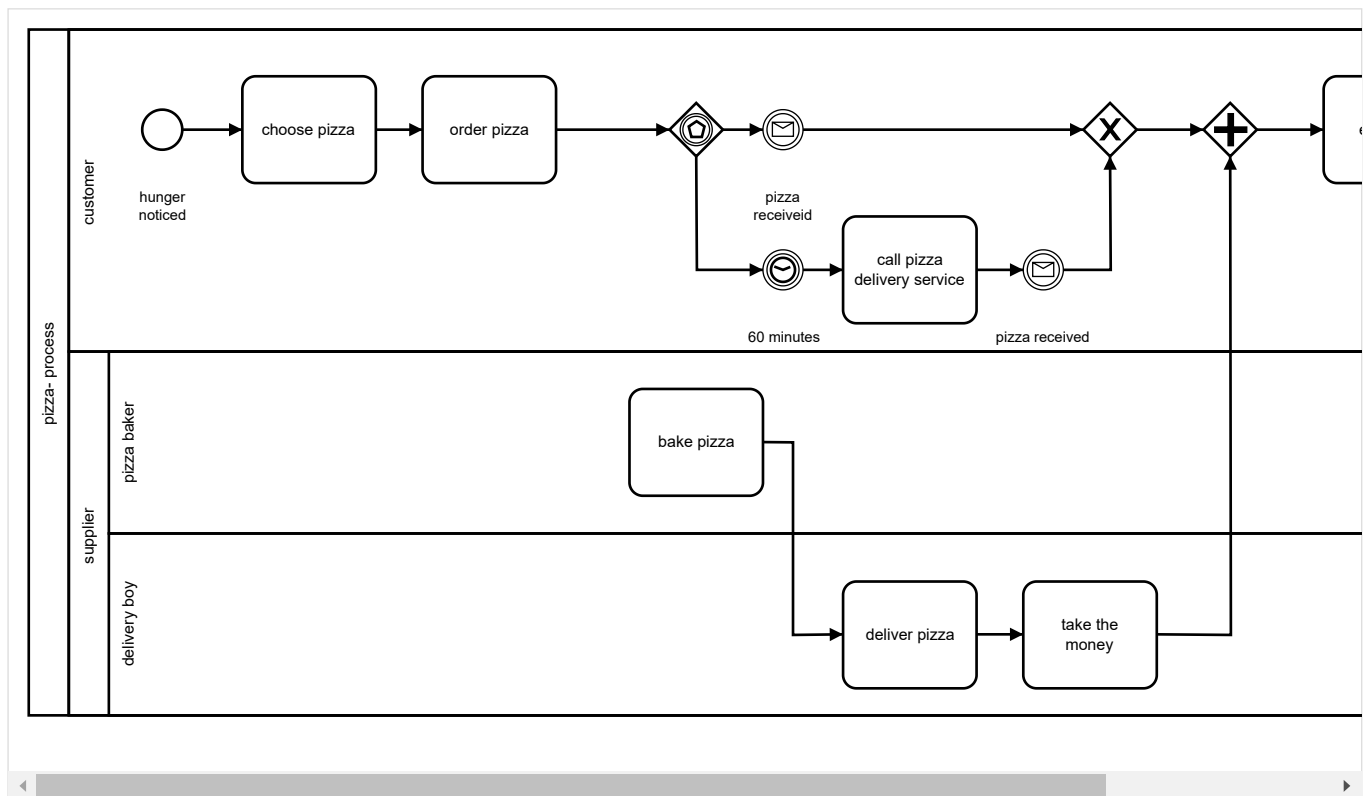 pizza- process
customer
hunger
noticed
choose pizza
order pizza
pizza
receiveid
60 minutes
call pizza
delivery service
pizza received
supplier
pizza baker
bake pizza
delivery boy
deliver pizza
take the
money